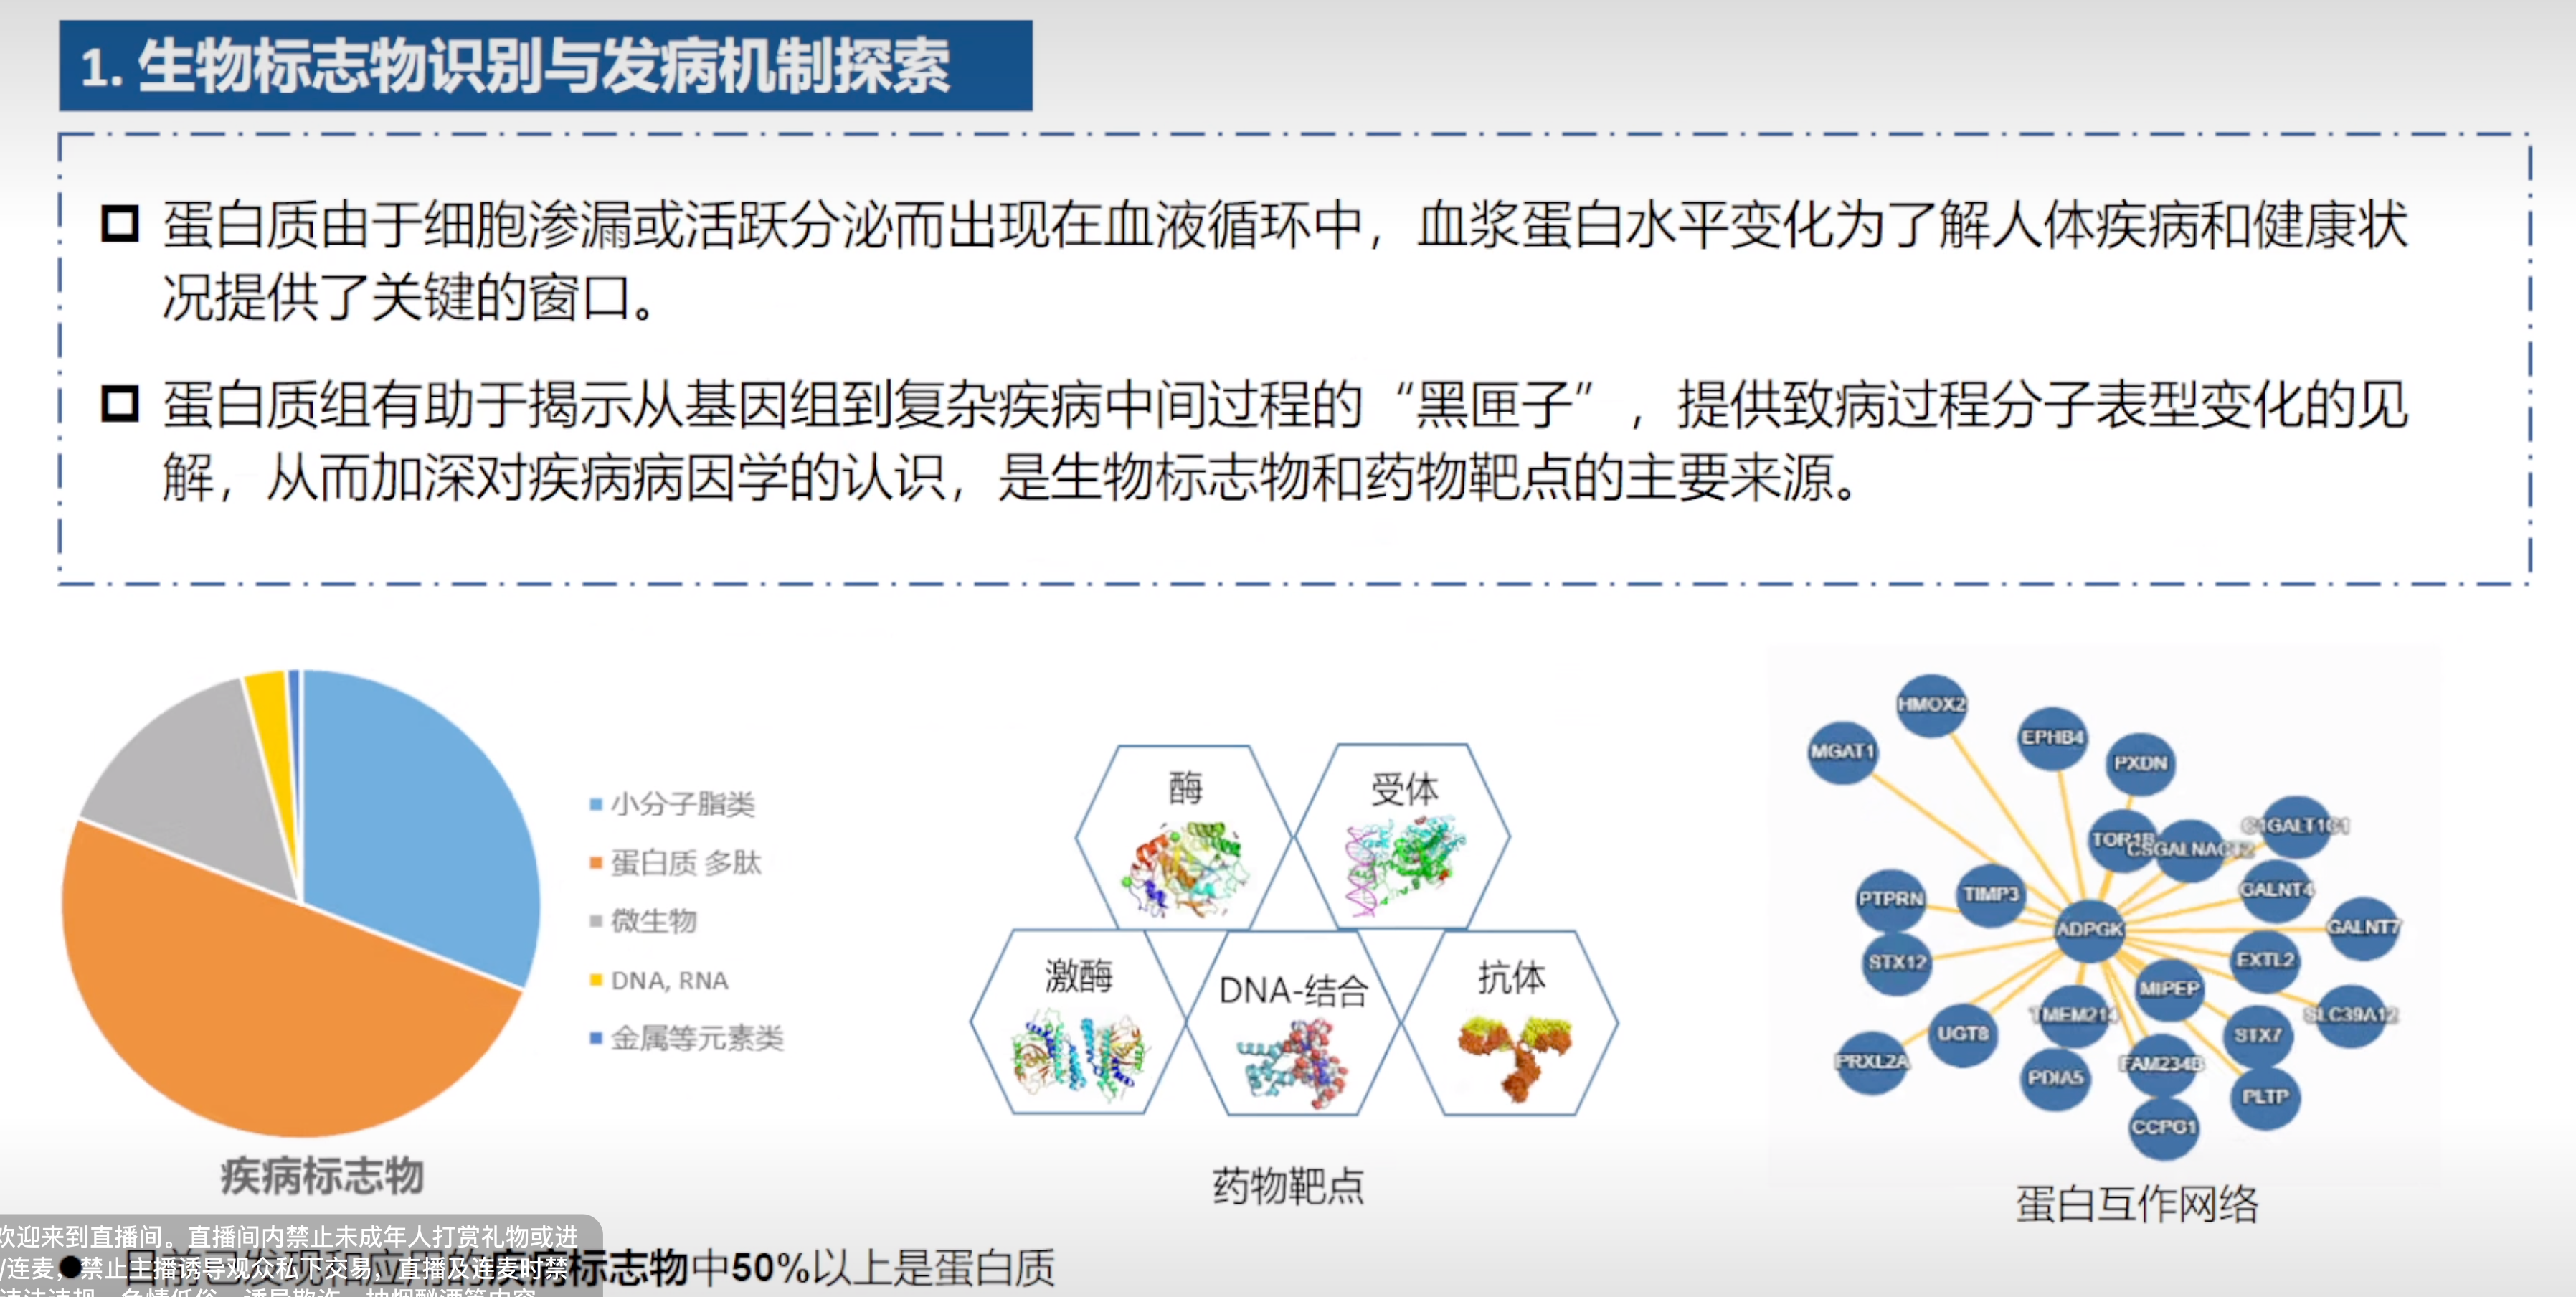 1. 生物标志物识别与发病机制探索
蛋白质由于细胞渗漏或活跃分泌而出现在血液循环中，血浆蛋白水平变化为了解人体疾病和健康状
况提供了关键的窗口。
蛋白质组有助于揭示从基因组到复杂疾病中间过程的“黑匣子”，提供致病过程分子表型变化的见
解，从而加深对疾病病因学的认识，是生物标志物和药物靶点的主要来源。
小分子脂类
蛋白质 多肽
微生物
DNA, RNA
金属等元素类
疾病标志物
酶
受体
激酶
DNA-结合
抗体
药物靶点
HMOX2
MGAT1
EPHB4
PXDN
TOR1B
CSGALNACT2
C1GALT1C1
PTPRN
TIMP3
GALNT4
ADPGK
GALNT7
STX12
EXTL2
MIPEP
TMEM214
SLC39A12
UGT8
STX7
PRXL2A
PDIA5
FAM234B
PLTP
CCPG1
蛋白互作网络
欢迎来到直播间。直播间内禁止未成年人打赏礼物或进
/连麦，禁止主播诱导观众私下交易，直播及连麦时禁
目前已发现和应用的疾病标志物中50%以上是蛋白质